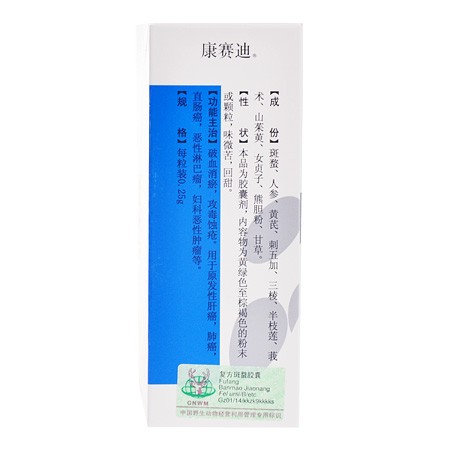 康赛迪®
【成　份】斑蝥、人参、黄芪、刺五加、三棱、半枝莲、莪
术、山茱萸、女贞子、熊胆粉、甘草。
【性　状】本品为胶囊剂，内容物为黄绿色至棕褐色的粉末
或颗粒，味微苦，回甜。
【功能主治】破血消瘀，攻毒蚀疮。用于原发性肝癌，肺癌，
直肠癌，恶性淋巴瘤，妇科恶性肿瘤等。
【规　格】每粒装0.25g
复方斑蝥胶囊
Fufang
Banmao Jiaonang
Fel ursi/B/etc
CNWM
中国野生动物经营利用管理专用标识